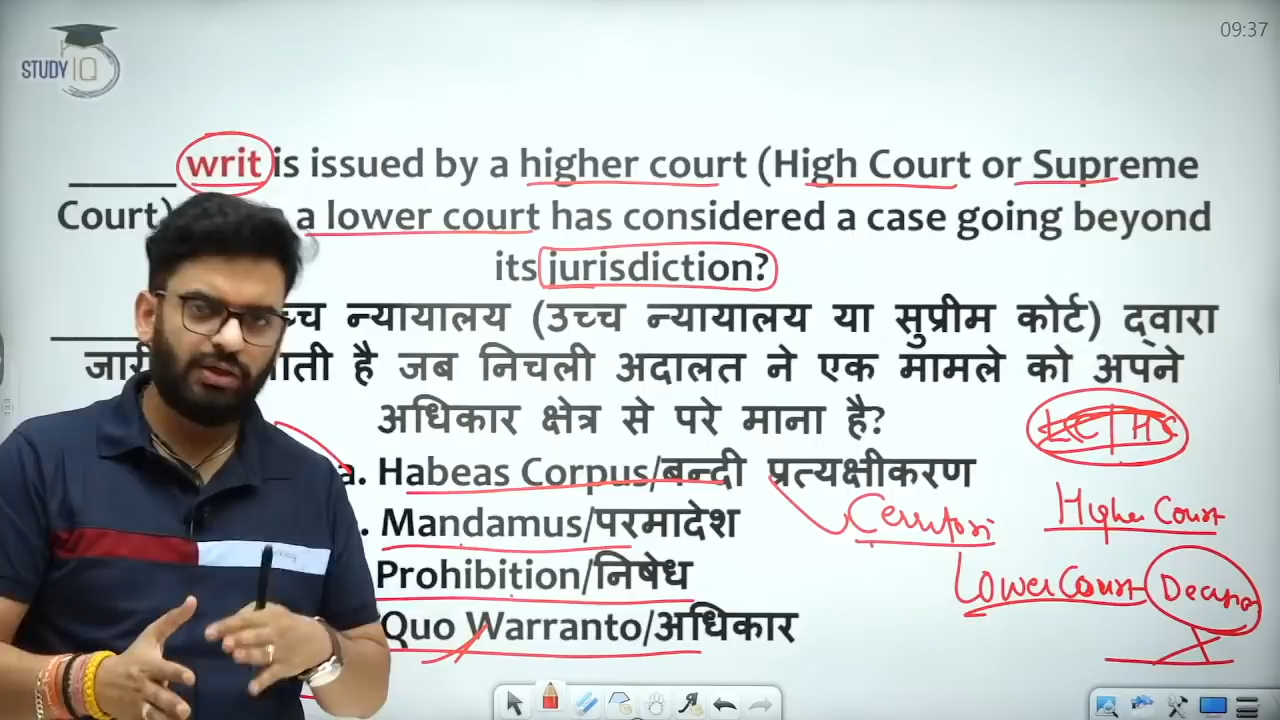 09:37
STUDY IQ
______ writ is issued by a higher court (High Court or Supreme
Court) a lower court has considered a case going beyond
its jurisdiction?
न्यायालय (उच्च न्यायालय या सुप्रीम कोर्ट) द्वारा
है जब निचली अदालत ने एक मामले को अपने
अधिकार क्षेत्र से परे माना है?
LC | HC
a. Habeas Corpus/बन्दी प्रत्यक्षीकरण
Higher Court
Mandamus/परमादेश
Certiori
Prohibition/निषेध
Lower Court Decision
Quo Warranto/अधिकार